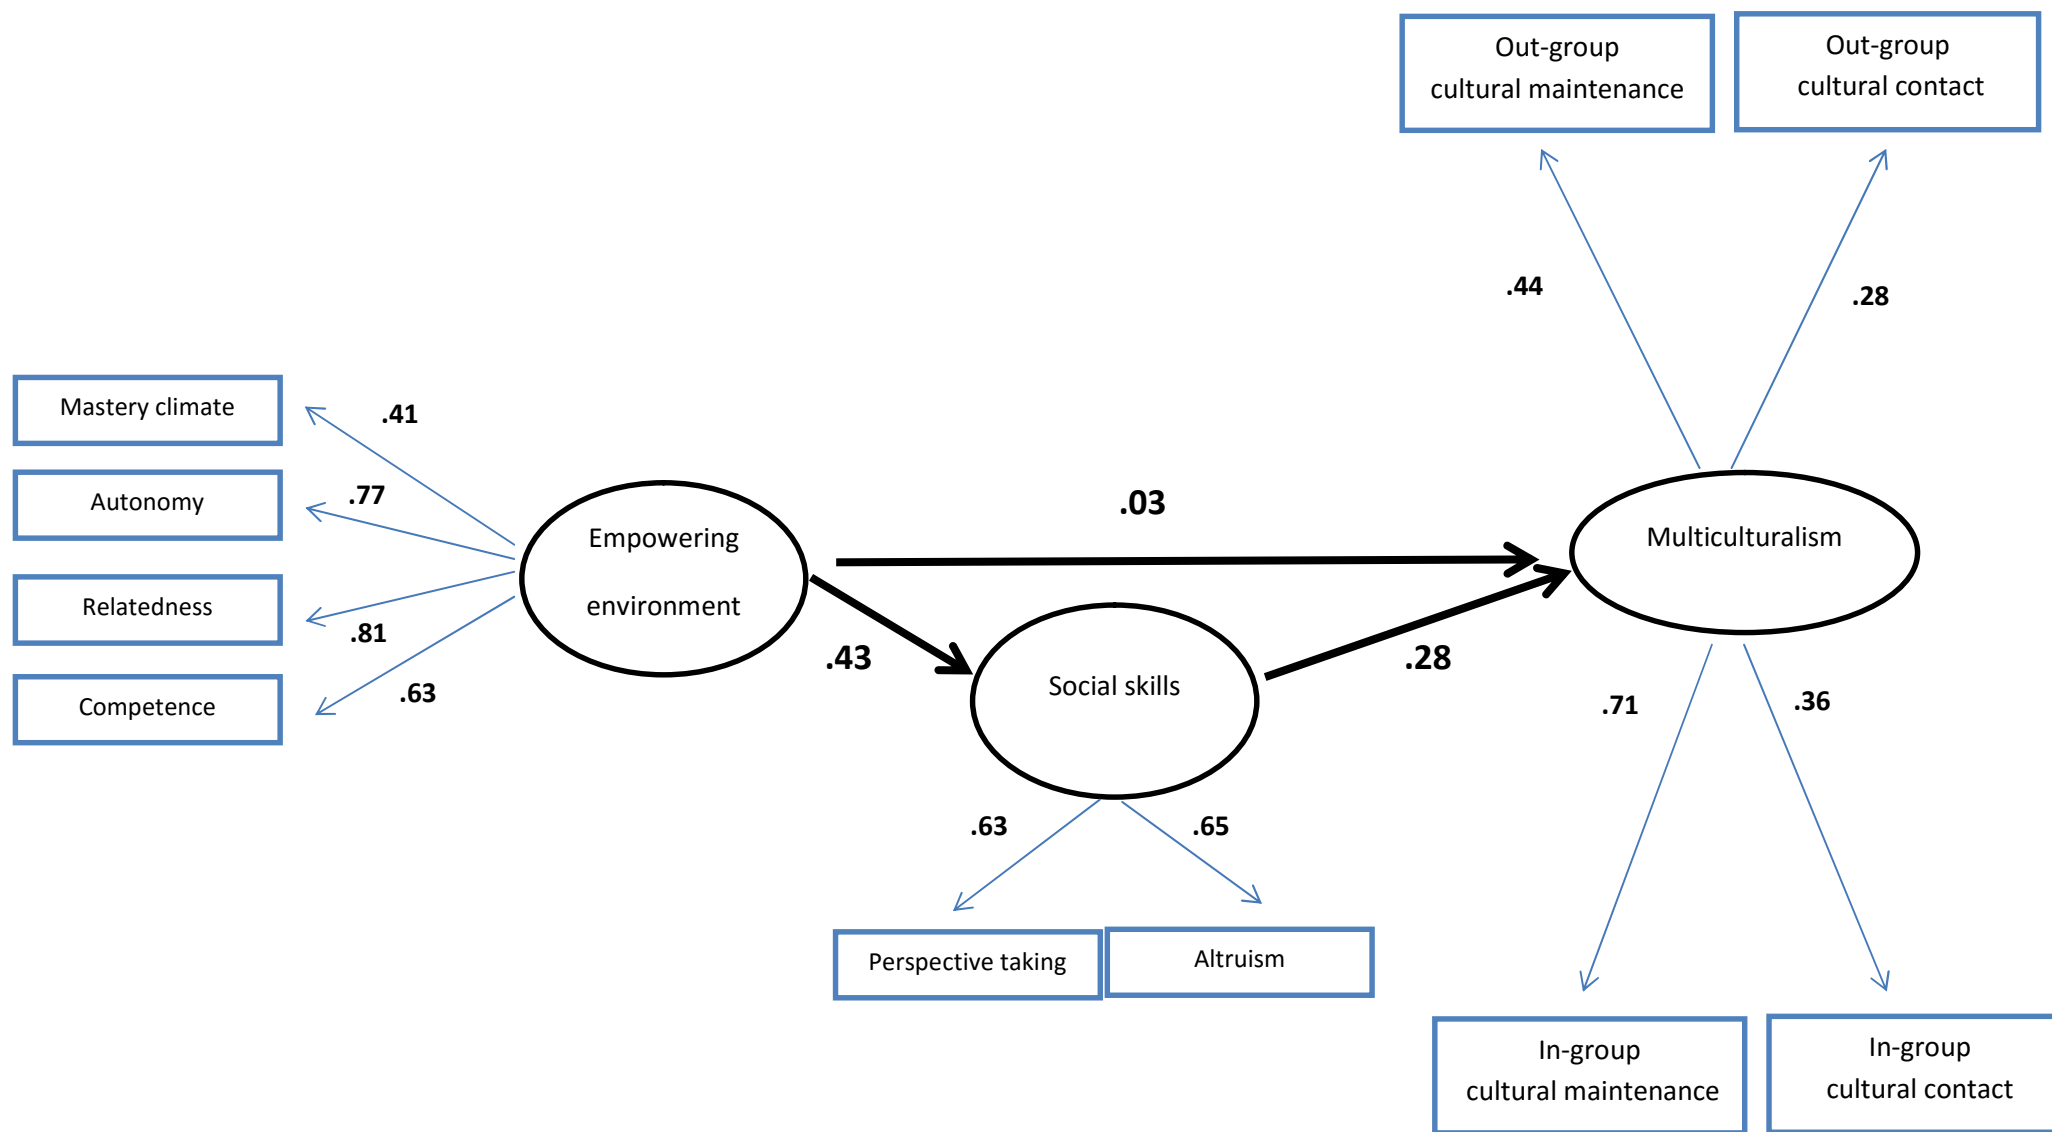 Out-group
cultural maintenance
Out-group
cultural contact
.44
.28
Mastery climate
.41
Autonomy
.77
Relatedness
.81
Competence
.63
Empowering
environment
.03
Multiculturalism
.43
Social skills
.28
.71
.36
.63
.65
Perspective taking
Altruism
In-group
cultural maintenance
In-group
cultural contact